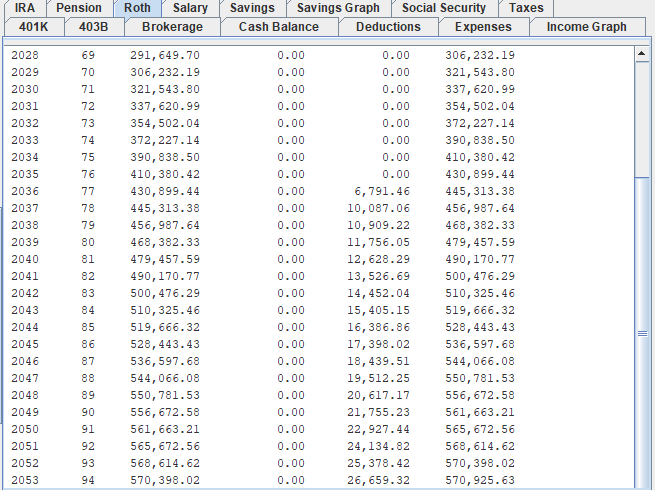 IRA Pension Roth Salary Savings Savings Graph Social Security Taxes
401K 403B Brokerage Cash Balance Deductions Expenses Income Graph
2028 69 291,649.70 0.00 0.00 306,232.19
2029 70 306,232.19 0.00 0.00 321,543.80
2030 71 321,543.80 0.00 0.00 337,620.99
2031 72 337,620.99 0.00 0.00 354,502.04
2032 73 354,502.04 0.00 0.00 372,227.14
2033 74 372,227.14 0.00 0.00 390,838.50
2034 75 390,838.50 0.00 0.00 410,380.42
2035 76 410,380.42 0.00 0.00 430,899.44
2036 77 430,899.44 0.00 6,791.46 445,313.38
2037 78 445,313.38 0.00 10,087.06 456,987.64
2038 79 456,987.64 0.00 10,909.22 468,382.33
2039 80 468,382.33 0.00 11,756.05 479,457.59
2040 81 479,457.59 0.00 12,628.29 490,170.77
2041 82 490,170.77 0.00 13,526.69 500,476.29
2042 83 500,476.29 0.00 14,452.04 510,325.46
2043 84 510,325.46 0.00 15,405.15 519,666.32
2044 85 519,666.32 0.00 16,386.86 528,443.43
2045 86 528,443.43 0.00 17,398.02 536,597.68
2046 87 536,597.68 0.00 18,439.51 544,066.08
2047 88 544,066.08 0.00 19,512.25 550,781.53
2048 89 550,781.53 0.00 20,617.17 556,672.58
2049 90 556,672.58 0.00 21,755.23 561,663.21
2050 91 561,663.21 0.00 22,927.44 565,672.56
2051 92 565,672.56 0.00 24,134.82 568,614.62
2052 93 568,614.62 0.00 25,378.42 570,398.02
2053 94 570,398.02 0.00 26,659.32 570,925.63